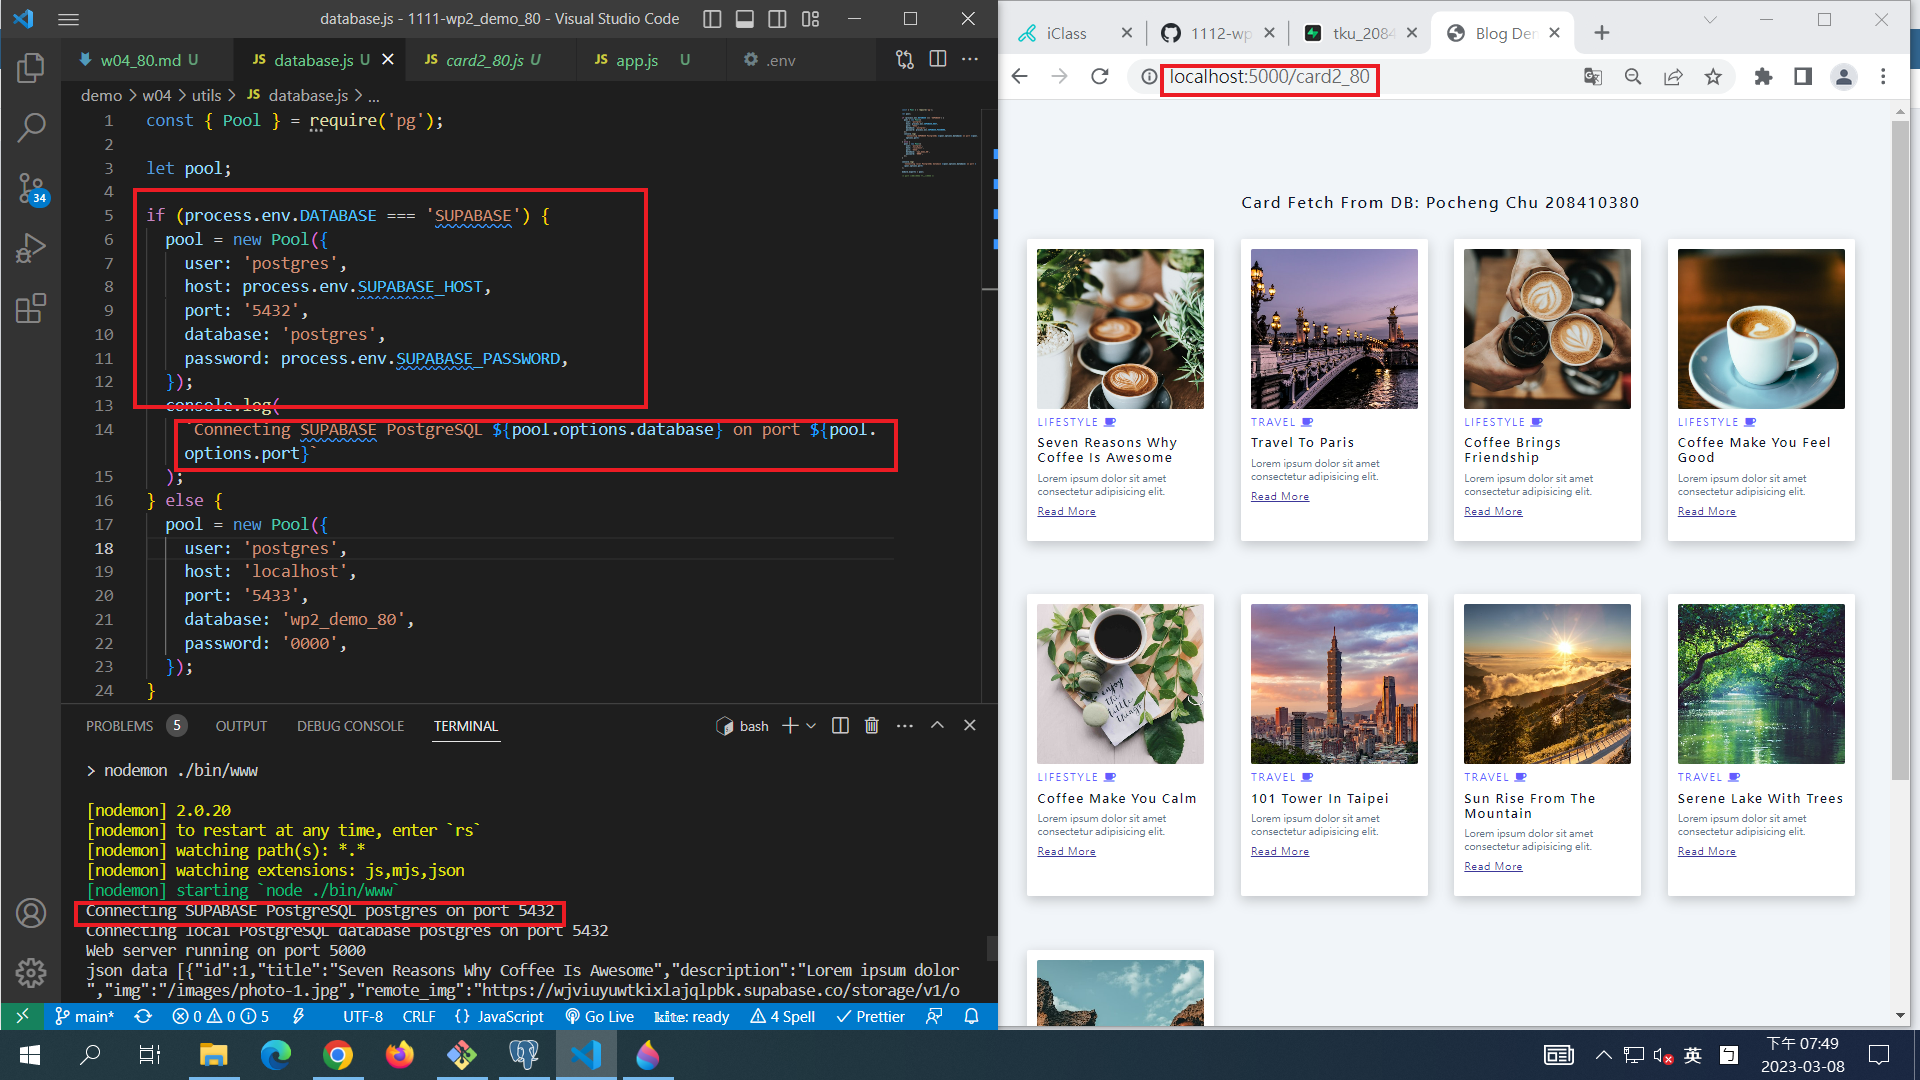 database.js - 1111-wp2_demo_80 - Visual Studio Code
w04_80.md U
JS database.js U
JS card2_80.js U
JS app.js U
.env
demo > w04 > utils > JS database.js > ...
1 const { Pool } = require('pg');
2
3 let pool;
4
5 if (process.env.DATABASE === 'SUPABASE') {
6 pool = new Pool({
7 user: 'postgres',
8 host: process.env.SUPABASE_HOST,
9 port: '5432',
10 database: 'postgres',
11 password: process.env.SUPABASE_PASSWORD,
12 });
13 console.log(
14 `Connecting SUPABASE PostgreSQL ${pool.options.database} on port ${pool.
options.port}`
15 );
16 } else {
17 pool = new Pool({
18 user: 'postgres',
19 host: 'localhost',
20 port: '5433',
21 database: 'wp2_demo_80',
22 password: '0000',
23 });
24 }
34
PROBLEMS 5 OUTPUT DEBUG CONSOLE TERMINAL
bash
> nodemon ./bin/www
[nodemon] 2.0.20
[nodemon] to restart at any time, enter `rs`
[nodemon] watching path(s): *.*
[nodemon] watching extensions: js,mjs,json
[nodemon] starting `node ./bin/www`
Connecting SUPABASE PostgreSQL postgres on port 5432
Connecting local PostgreSQL database postgres on port 5432
Web server running on port 5000
json data [{"id":1,"title":"Seven Reasons Why Coffee Is Awesome","description":"Lorem ipsum dolor
","img":"/images/photo-1.jpg","remote_img":"https://wjviuyuwtkixlajqlpbk.supabase.co/storage/v1/o
main* 0 0 5 UTF-8 CRLF {} JavaScript Go Live kite: ready 4 Spell Prettier
iClass
1112-wp
tku_2084
Blog Der
localhost:5000/card2_80
Card Fetch From DB: Pocheng Chu 208410380
LIFESTYLE
Seven Reasons Why
Coffee Is Awesome
Lorem ipsum dolor sit amet
consectetur adipisicing elit.
Read More
TRAVEL
Travel To Paris
Lorem ipsum dolor sit amet
consectetur adipisicing elit.
Read More
LIFESTYLE
Coffee Brings
Friendship
Lorem ipsum dolor sit amet
consectetur adipisicing elit.
Read More
LIFESTYLE
Coffee Make You Feel
Good
Lorem ipsum dolor sit amet
consectetur adipisicing elit.
Read More
enjoy
the
little
things
LIFESTYLE
Coffee Make You Calm
Lorem ipsum dolor sit amet
consectetur adipisicing elit.
Read More
TRAVEL
101 Tower In Taipei
Lorem ipsum dolor sit amet
consectetur adipisicing elit.
Read More
TRAVEL
Sun Rise From The
Mountain
Lorem ipsum dolor sit amet
consectetur adipisicing elit.
Read More
TRAVEL
Serene Lake With Trees
Lorem ipsum dolor sit amet
consectetur adipisicing elit.
Read More
英
ㄅ
下午 07:49
2023-03-08